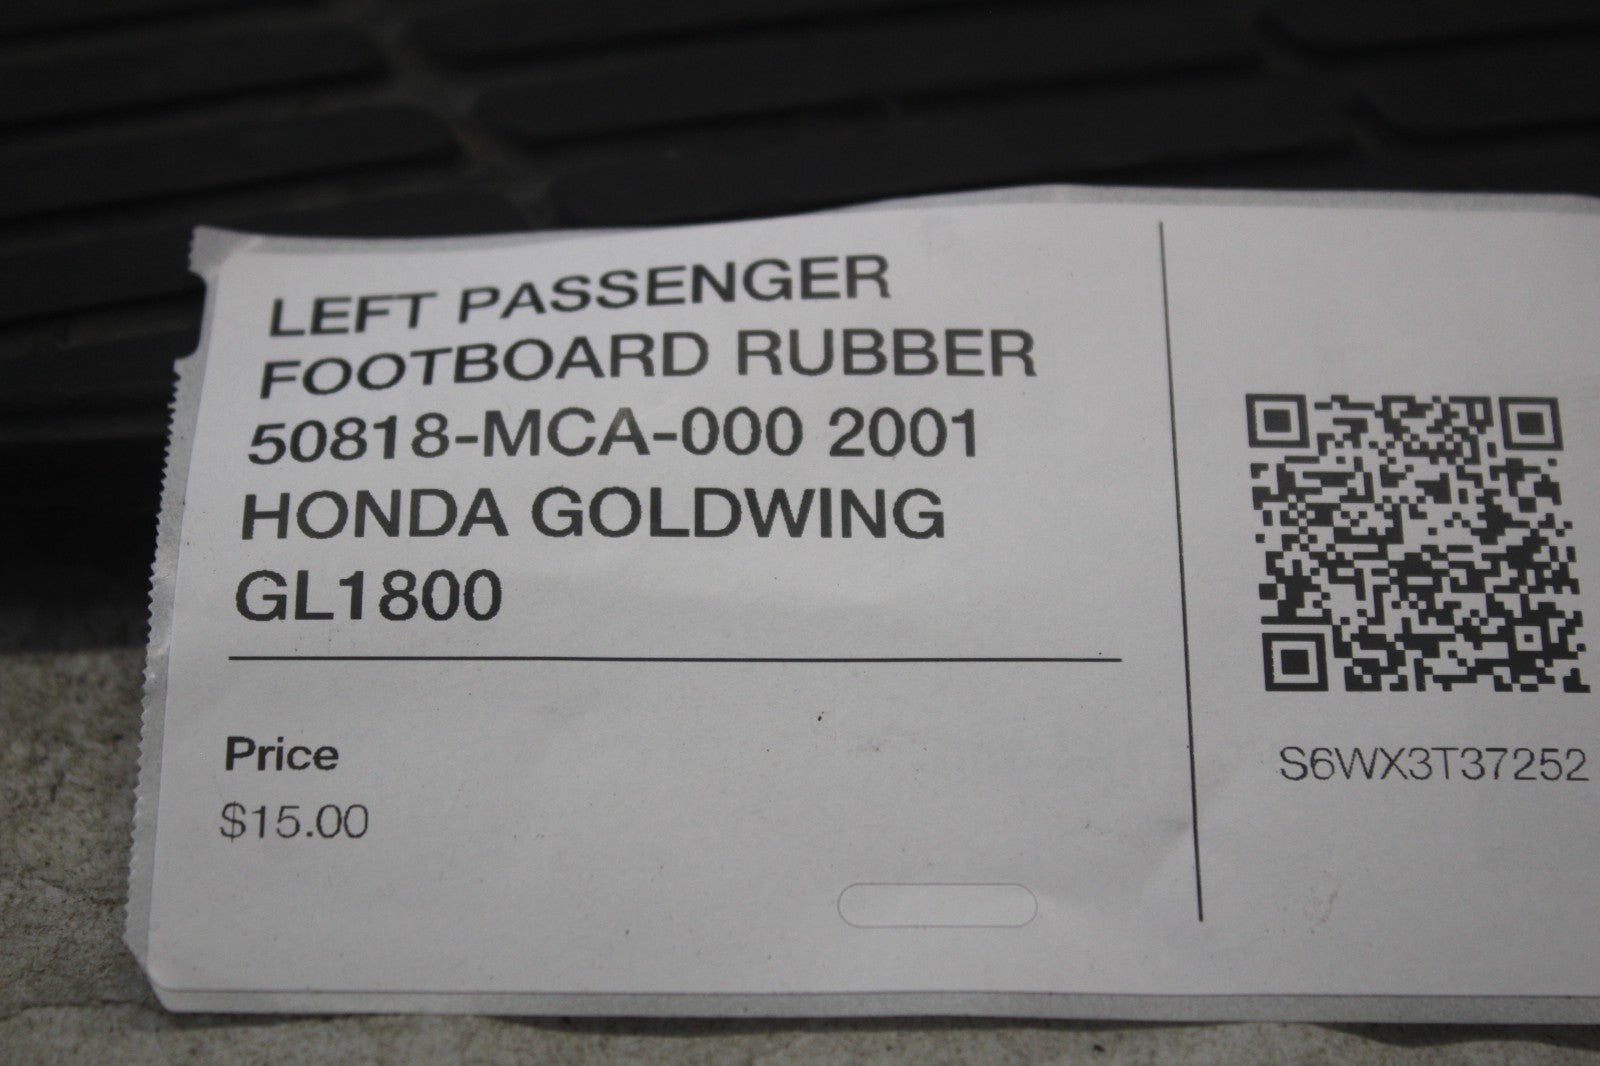 LEFT PASSENGER
FOOTBOARD RUBBER
50818-MCA-000 2001
HONDA GOLDWING
GL1800
Price
$15.00
S6WX3T37252